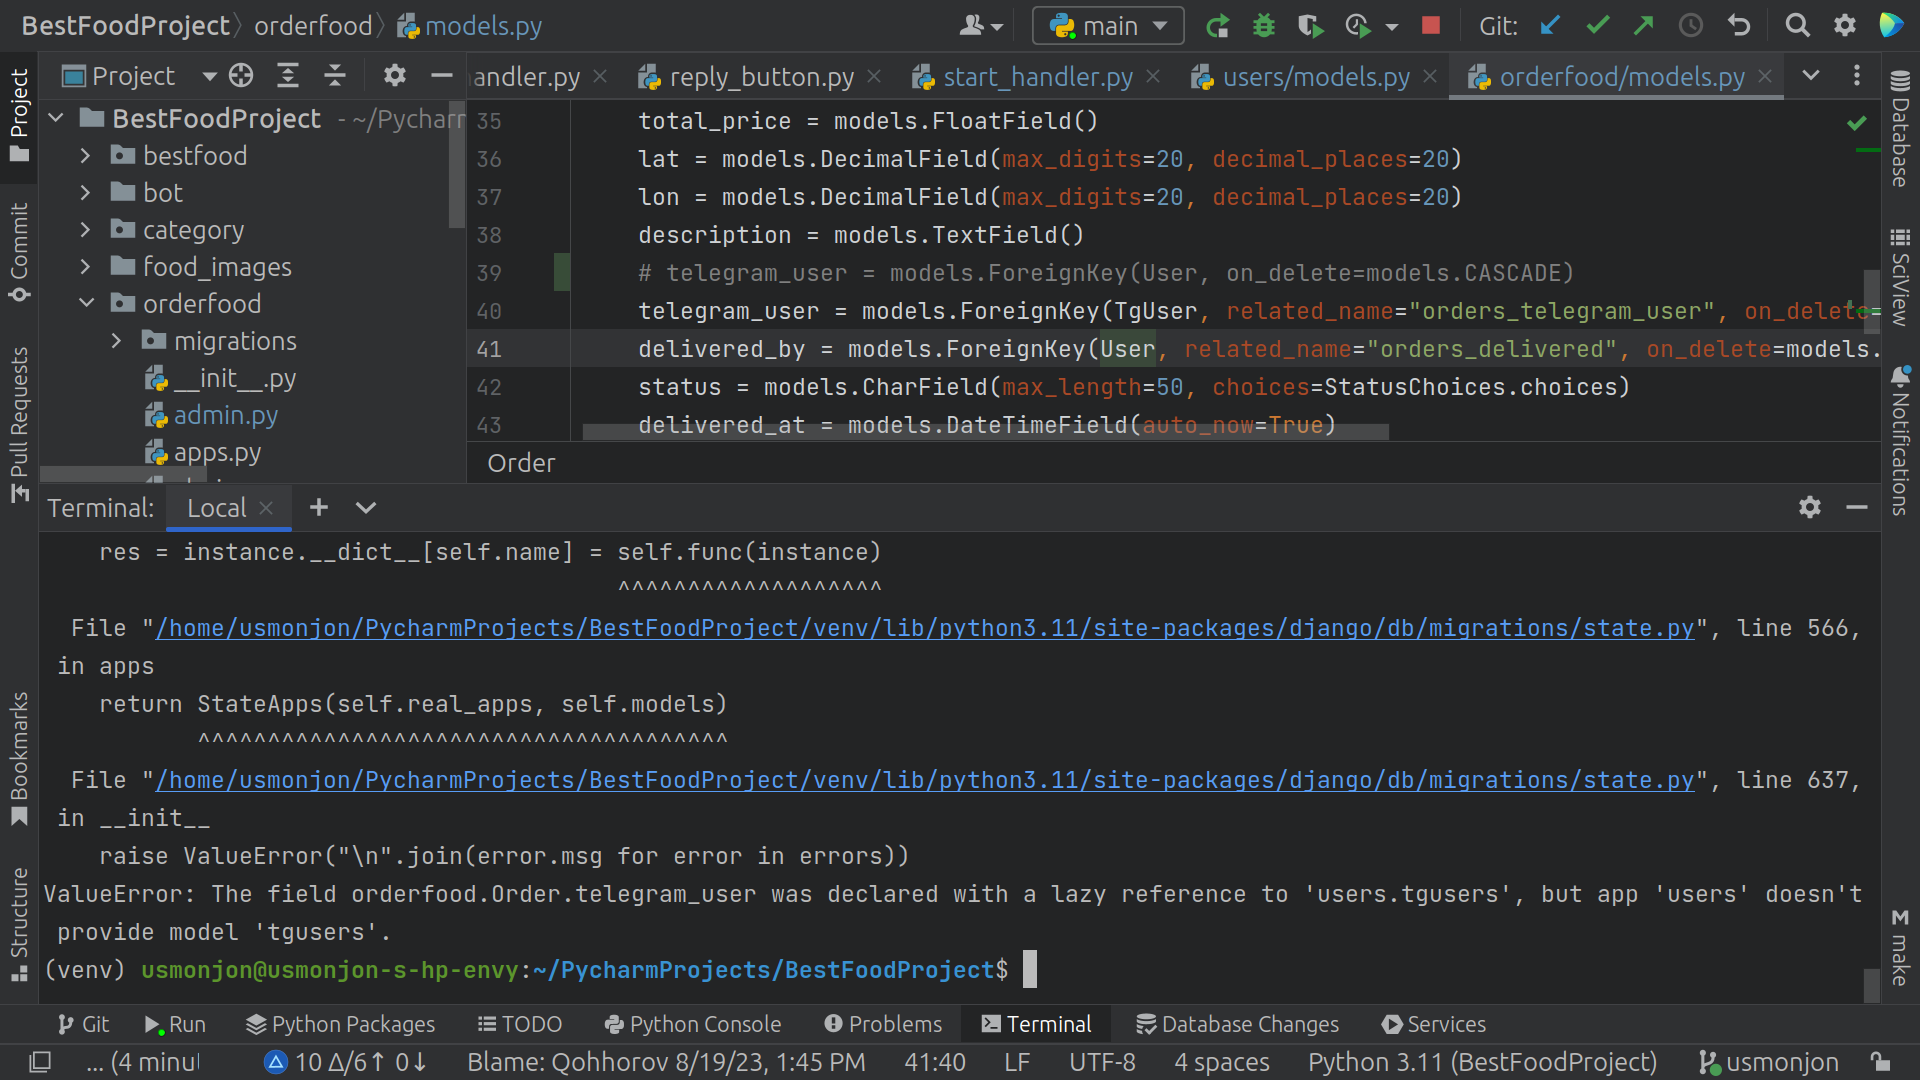 BestFoodProject 〉 orderfood 〉 models.py
main
Git:
Project
andler.py
reply_button.py
start_handler.py
users/models.py
orderfood/models.py
BestFoodProject - ~/Pycharr
bestfood
bot
category
food_images
orderfood
migrations
__init__.py
admin.py
apps.py
35 total_price = models.FloatField()
36 lat = models.DecimalField(max_digits=20, decimal_places=20)
37 lon = models.DecimalField(max_digits=20, decimal_places=20)
38 description = models.TextField()
39 # telegram_user = models.ForeignKey(User, on_delete=models.CASCADE)
40 telegram_user = models.ForeignKey(TgUser, related_name="orders_telegram_user", on_delete=
41 delivered_by = models.ForeignKey(User, related_name="orders_delivered", on_delete=models.
42 status = models.CharField(max_length=50, choices=StatusChoices.choices)
43 delivered_at = models.DateTimeField(auto_now=True)
Order
Project
Commit
Pull Requests
Bookmarks
Structure
Database
SciView
Notifications
make
Terminal: Local
res = instance.__dict__[self.name] = self.func(instance)
^^^^^^^^^^^^^^^^^^^
File "/home/usmonjon/PycharmProjects/BestFoodProject/venv/lib/python3.11/site-packages/django/db/migrations/state.py", line 566,
in apps
return StateApps(self.real_apps, self.models)
^^^^^^^^^^^^^^^^^^^^^^^^^^^^^^^^^^^^^^
File "/home/usmonjon/PycharmProjects/BestFoodProject/venv/lib/python3.11/site-packages/django/db/migrations/state.py", line 637,
in __init__
raise ValueError("\n".join(error.msg for error in errors))
ValueError: The field orderfood.Order.telegram_user was declared with a lazy reference to 'users.tgusers', but app 'users' doesn't
provide model 'tgusers'.
(venv) usmonjon@usmonjon-s-hp-envy:~/PycharmProjects/BestFoodProject$
Git Run Python Packages TODO Python Console Problems Terminal Database Changes Services
... (4 minu 10 Δ/6↑ 0↓ Blame: Qohhorov 8/19/23, 1:45 PM 41:40 LF UTF-8 4 spaces Python 3.11 (BestFoodProject) usmonjon